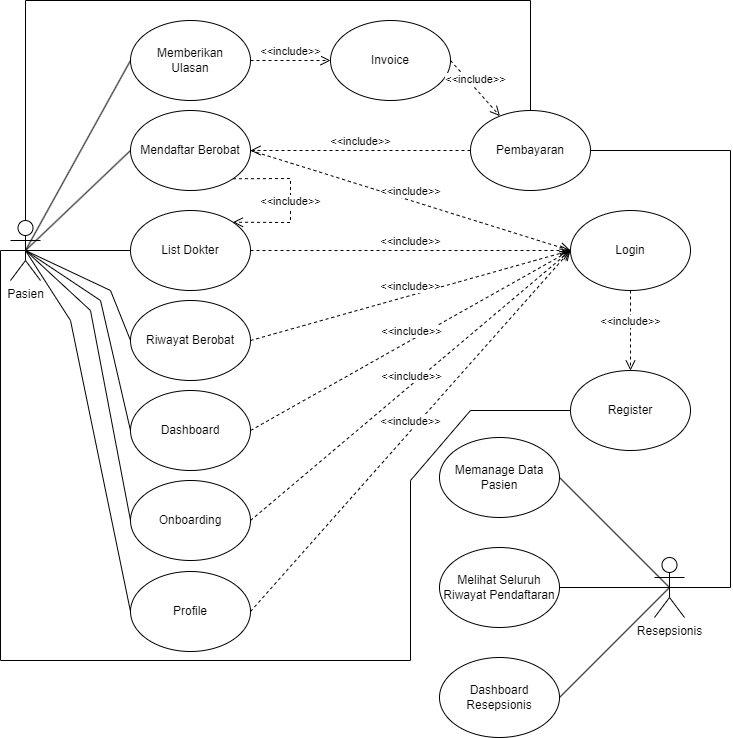 Memberikan
Ulasan
<<include>>
Invoice
<<include>>
Mendaftar Berobat
<<include>>
Pembayaran
<<include>>
<<include>>
List Dokter
<<include>>
Login
Pasien
<<include>>
Riwayat Berobat
<<include>>
<<include>>
Dashboard
<<include>>
Register
<<include>>
Memanage Data
Pasien
Onboarding
Melihat Seluruh
Riwayat Pendaftaran
Profile
Resepsionis
Dashboard
Resepsionis